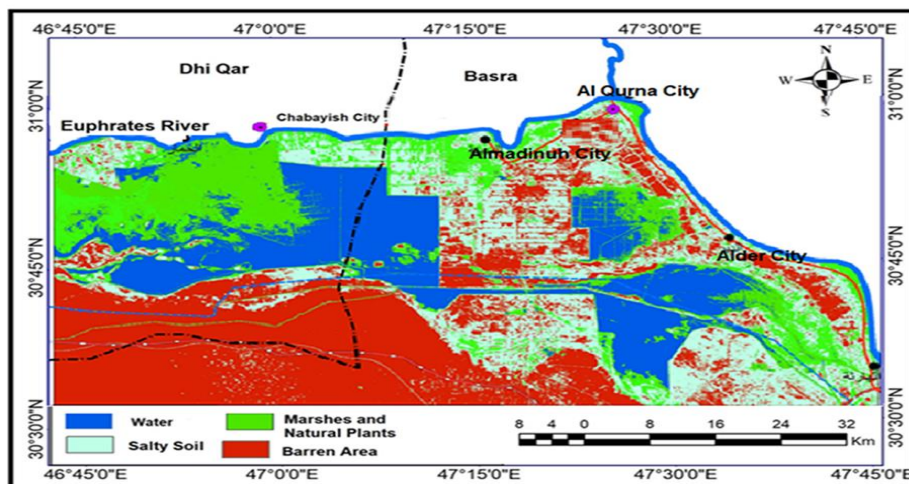 46°45'0"E 47°0'0"E 47°15'0"E 47°30'0"E 47°45'0"E
Dhi Qar
Basra
N
W E
S
31°0'0"N
31°0'0"N
Al Qurna City
Chabayish City
Euphrates River
Almadinuh City
Alder City
30°45'0"N
30°45'0"N
30°30'0"N
30°30'0"N
Water
Marshes and
Natural Plants
Salty Soil
Barren Area
8 4 0 8 16 24 32
Km
46°45'0"E 47°0'0"E 47°15'0"E 47°30'0"E 47°45'0"E